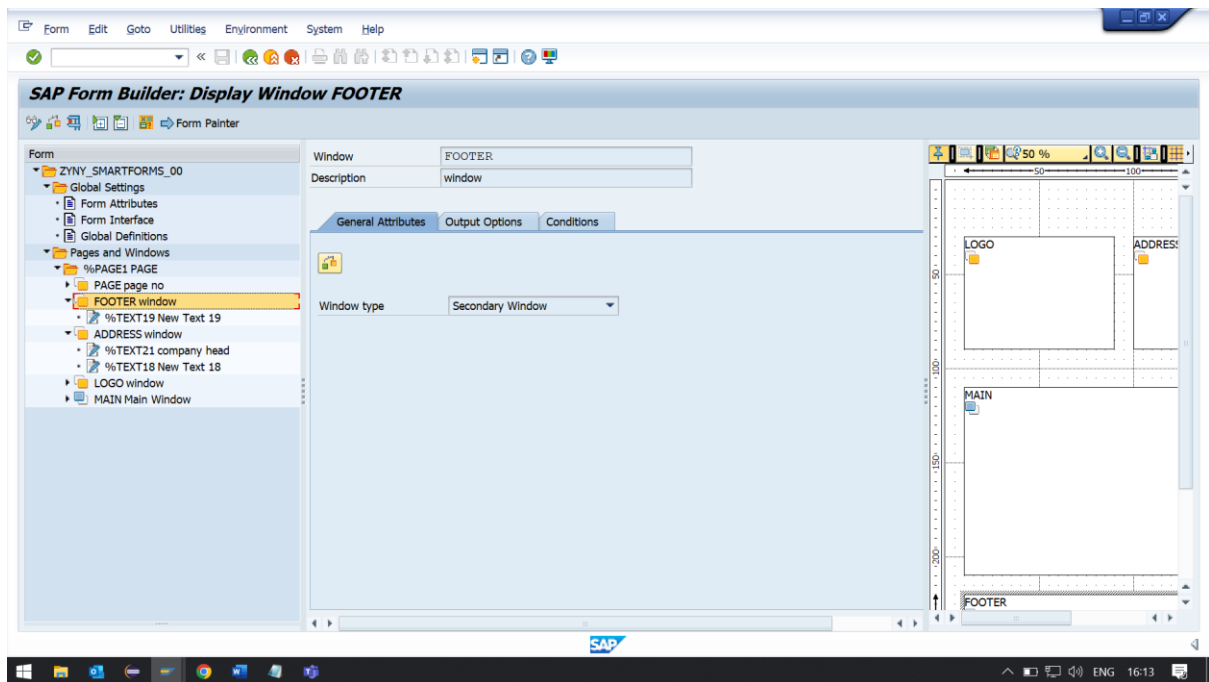 Form Edit Goto Utilities Environment System Help
SAP Form Builder: Display Window FOOTER
Form Painter
Form
ZYNY_SMARTFORMS_00
Global Settings
Form Attributes
Form Interface
Global Definitions
Pages and Windows
%PAGE1 PAGE
PAGE page no
FOOTER window
%TEXT19 New Text 19
ADDRESS window
%TEXT21 company head
%TEXT18 New Text 18
LOGO window
MAIN Main Window
Window FOOTER
Description window
General Attributes Output Options Conditions
Window type Secondary Window
50 %
50 100
LOGO ADDRESS
50
100
MAIN
150
200
FOOTER
SAP
ENG 16:13